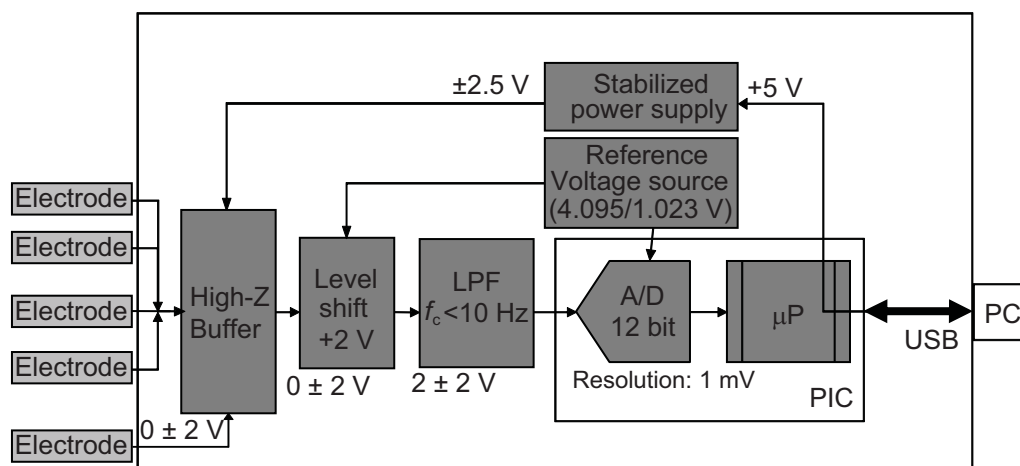 ±2.5 V
Stabilized
power supply
+5 V
Reference
Voltage source
(4.095/1.023 V)
Electrode
Electrode
Electrode
Electrode
Electrode
0 ± 2 V
High-Z
Buffer
Level
shift
+2 V
0 ± 2 V
LPF
fc<10 Hz
2 ± 2 V
A/D
12 bit
Resolution: 1 mV
μP
PIC
USB
PC